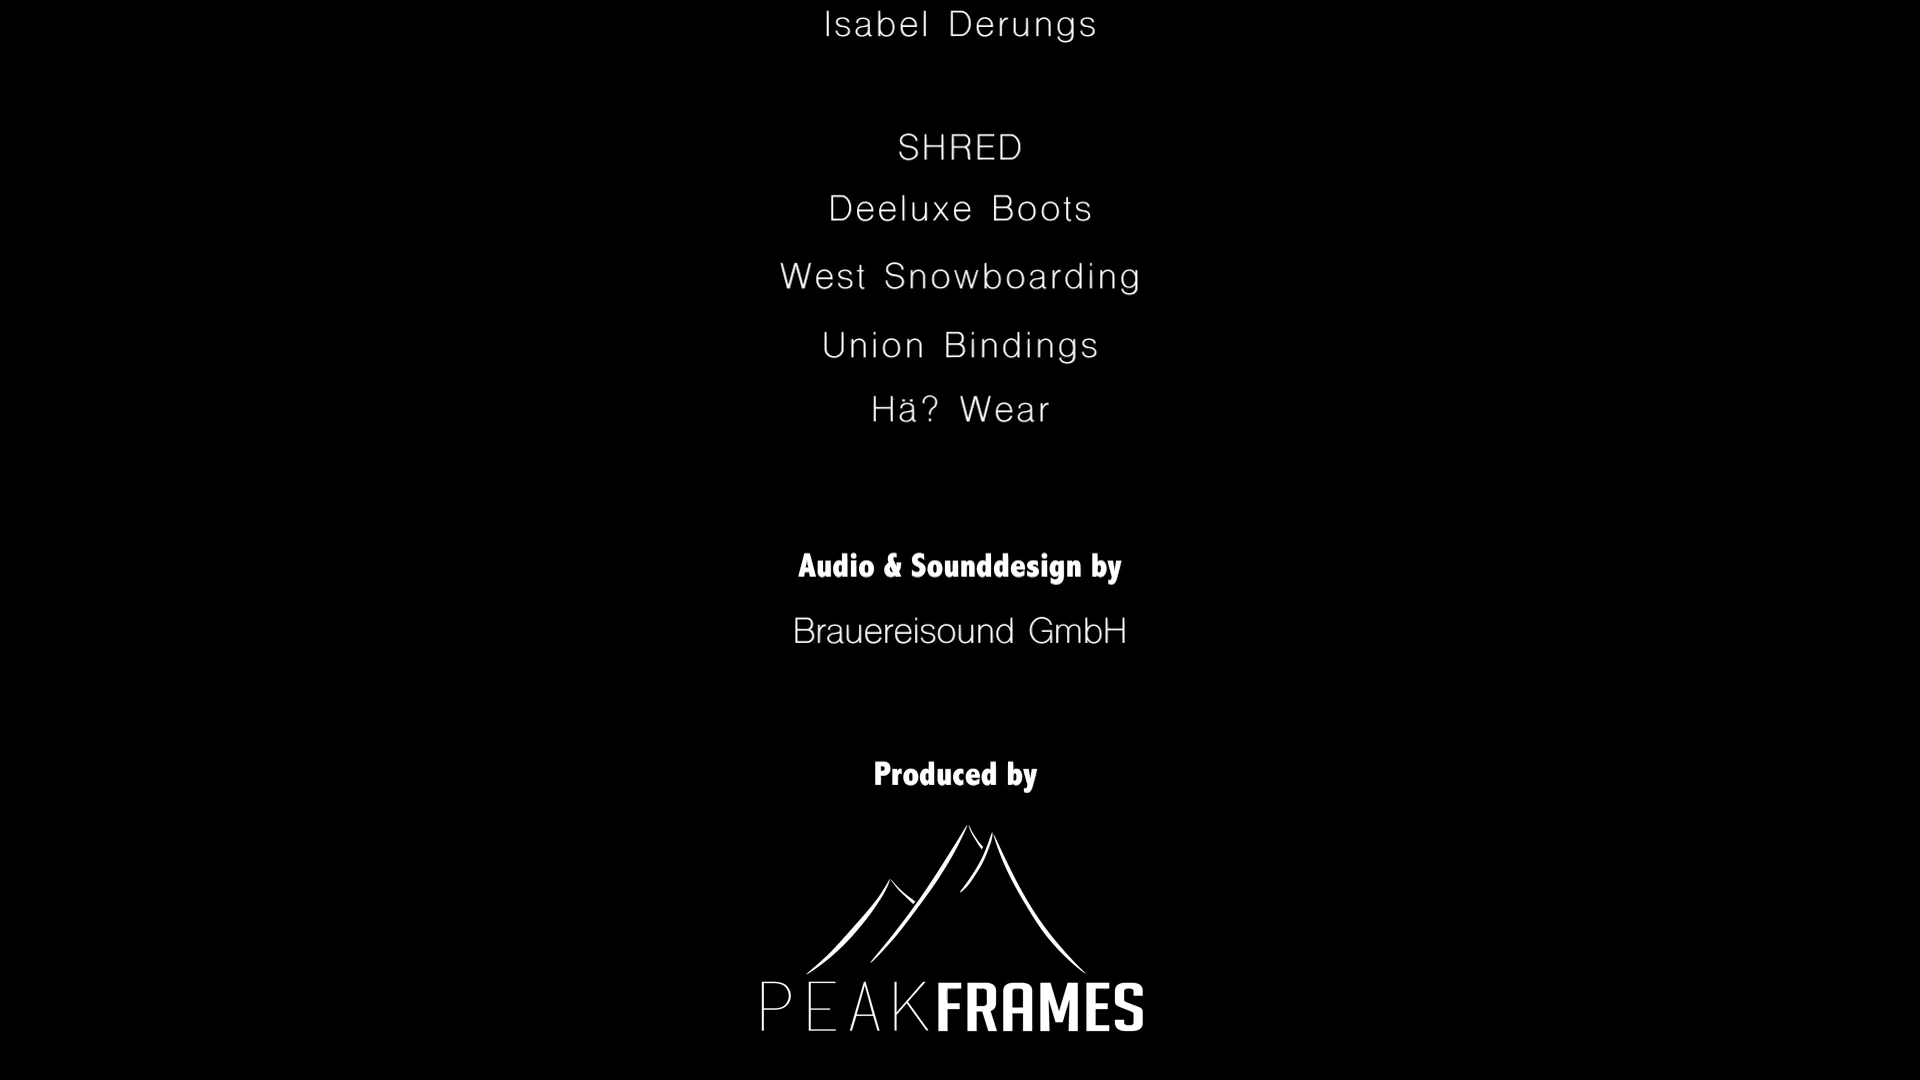 Isabel Derungs
SHRED
Deeluxe Boots
West Snowboarding
Union Bindings
Hä? Wear
Audio & Sounddesign by
Brauereisound GmbH
Produced by
PEAKFRAMES